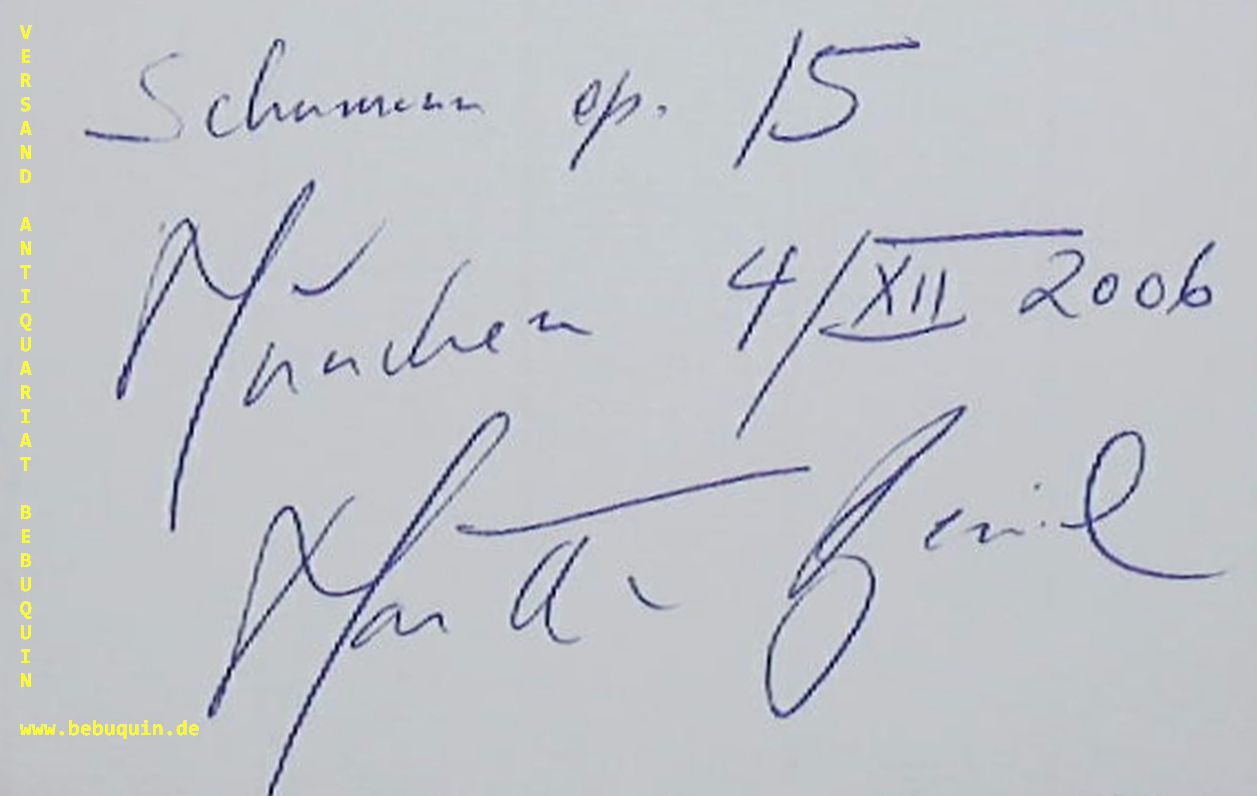 VERSAND ANTIQUARIAT BEBUQUIN
www.bebuquin.de
Schumann op. 15
München 4/XII 2006